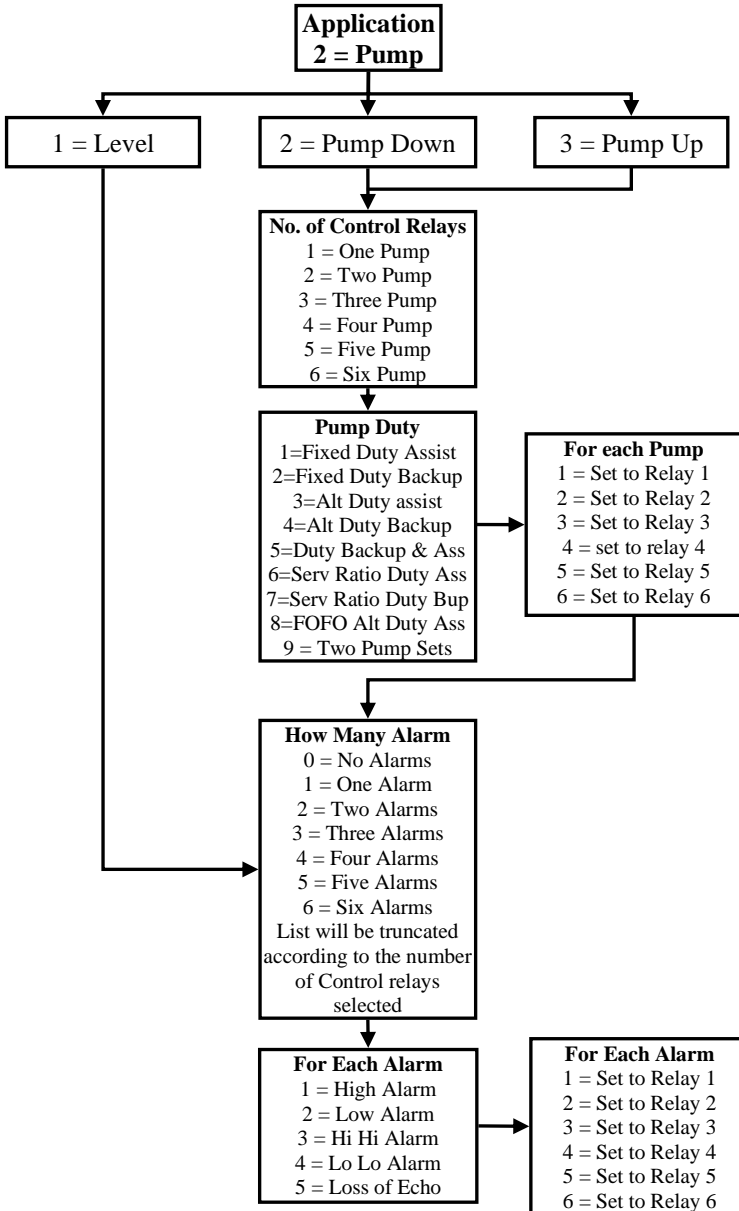 Application
2 = Pump
1 = Level
2 = Pump Down
3 = Pump Up
No. of Control Relays
1 = One Pump
2 = Two Pump
3 = Three Pump
4 = Four Pump
5 = Five Pump
6 = Six Pump
Pump Duty
1=Fixed Duty Assist
2=Fixed Duty Backup
3=Alt Duty assist
4=Alt Duty Backup
5=Duty Backup & Ass
6=Serv Ratio Duty Ass
7=Serv Ratio Duty Bup
8=FOFO Alt Duty Ass
9 = Two Pump Sets
For each Pump
1 = Set to Relay 1
2 = Set to Relay 2
3 = Set to Relay 3
4 = set to relay 4
5 = Set to Relay 5
6 = Set to Relay 6
How Many Alarm
0 = No Alarms
1 = One Alarm
2 = Two Alarms
3 = Three Alarms
4 = Four Alarms
5 = Five Alarms
6 = Six Alarms
List will be truncated
according to the number
of Control relays
selected
For Each Alarm
1 = High Alarm
2 = Low Alarm
3 = Hi Hi Alarm
4 = Lo Lo Alarm
5 = Loss of Echo
For Each Alarm
1 = Set to Relay 1
2 = Set to Relay 2
3 = Set to Relay 3
4 = Set to Relay 4
5 = Set to Relay 5
6 = Set to Relay 6